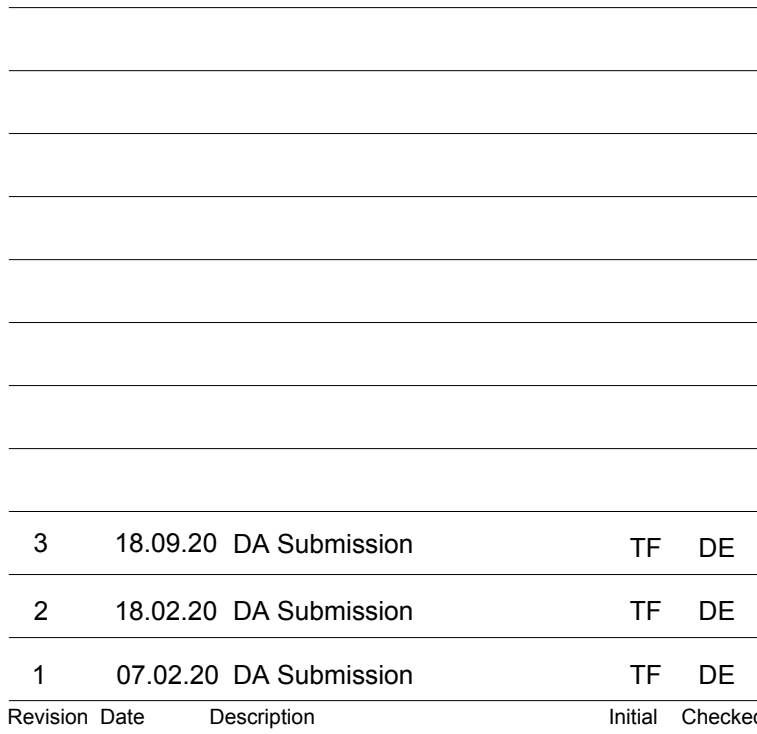 3 18.09.20 DA Submission TF DE
2 18.02.20 DA Submission TF DE
1 07.02.20 DA Submission TF DE
Revision Date Description Initial Checked